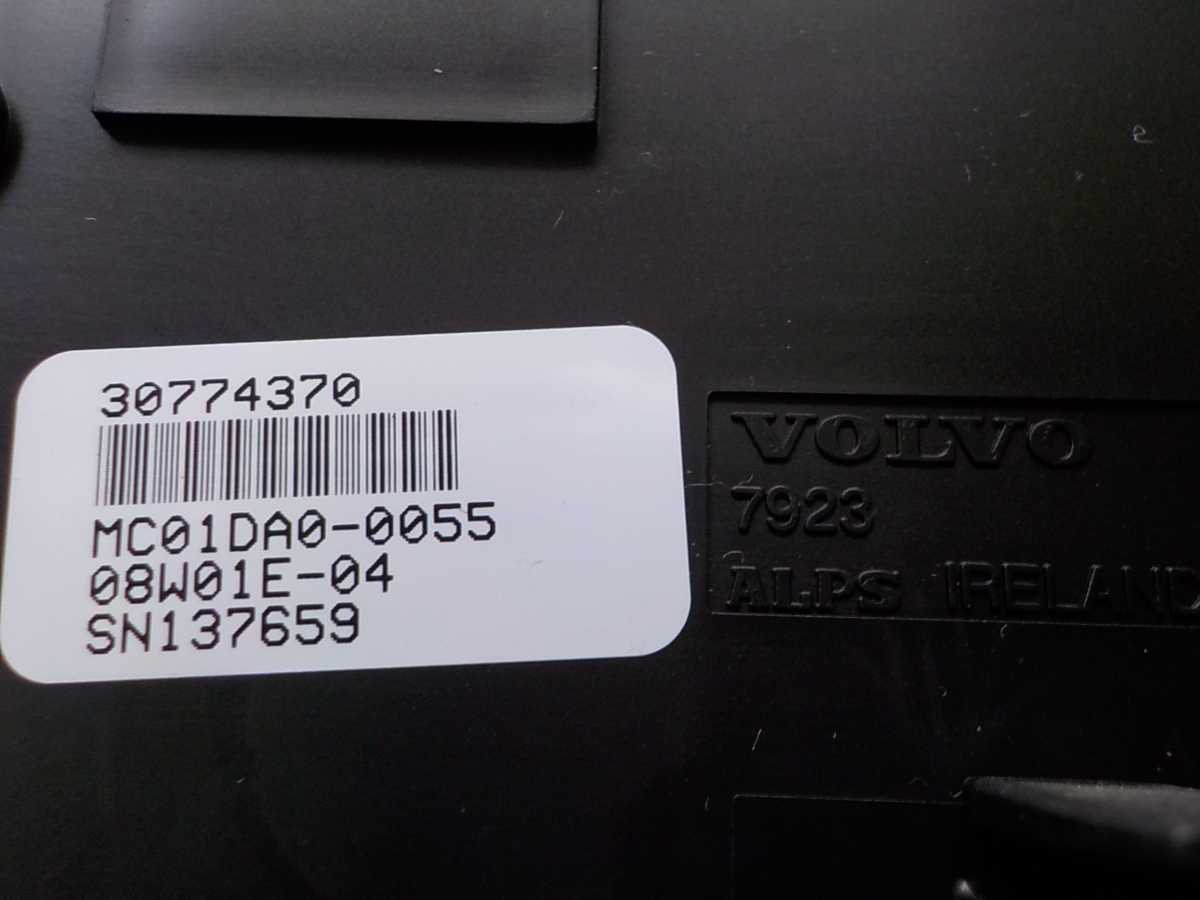 30774370
MC01DA0-0055
08W01E-04
SN137659
VOLVO
7923
ALPS IRELAND